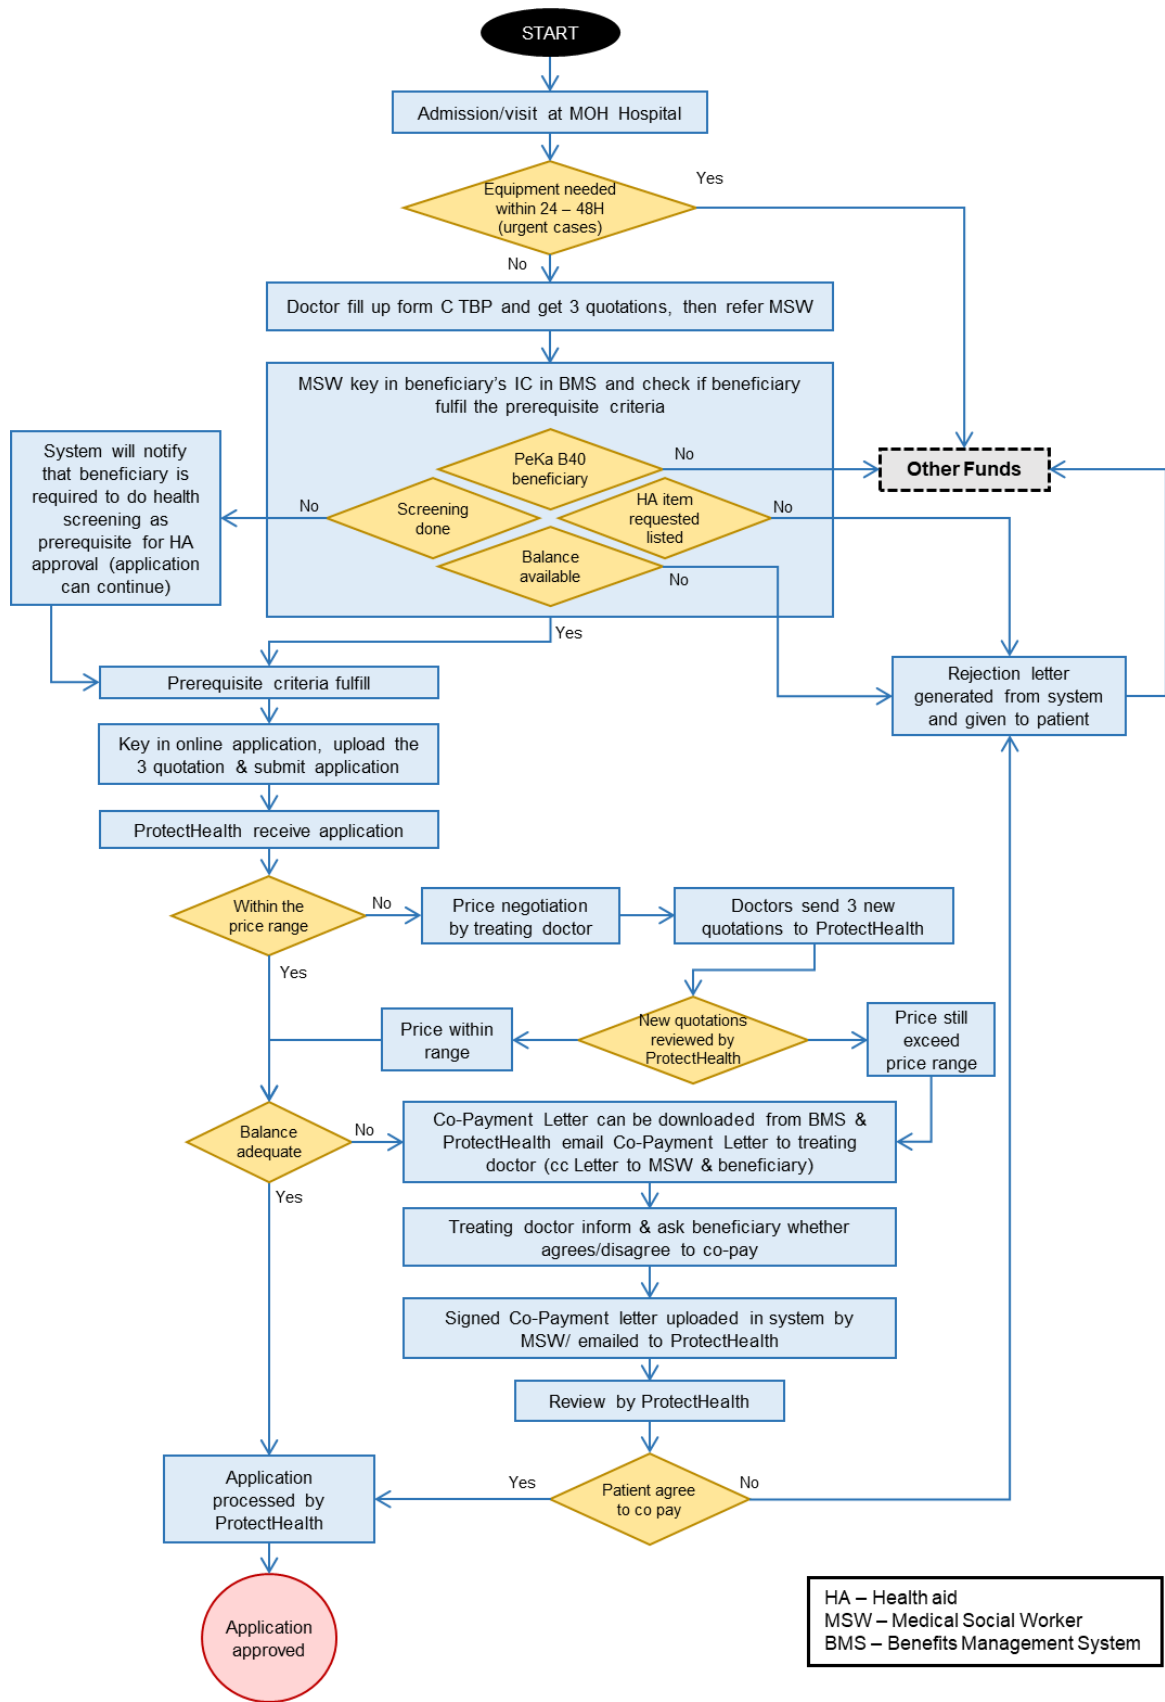 START
Admission/visit at MOH Hospital
Equipment needed
within 24 – 48H
(urgent cases)
Yes
No
Doctor fill up form C TBP and get 3 quotations, then refer MSW
MSW key in beneficiary's IC in BMS and check if beneficiary
fulfil the prerequisite criteria
PeKa B40
beneficiary
No
Other Funds
Screening
done
No
HA item
requested
listed
No
Balance
available
No
System will notify
that beneficiary is
required to do health
screening as
prerequisite for HA
approval (application
can continue)
Yes
Prerequisite criteria fulfill
Rejection letter
generated from system
and given to patient
Key in online application, upload the
3 quotation & submit application
ProtectHealth receive application
Within the
price range
No
Price negotiation
by treating doctor
Doctors send 3 new
quotations to ProtectHealth
Yes
Price within
range
New quotations
reviewed by
ProtectHealth
Price still
exceed
price range
Balance
adequate
No
Co-Payment Letter can be downloaded from BMS &
ProtectHealth email Co-Payment Letter to treating
doctor (cc Letter to MSW & beneficiary)
Yes
Treating doctor inform & ask beneficiary whether
agrees/disagree to co-pay
Signed Co-Payment letter uploaded in system by
MSW/ emailed to ProtectHealth
Review by ProtectHealth
Patient agree
to co pay
Yes
No
Application
processed by
ProtectHealth
Application
approved
HA – Health aid
MSW – Medical Social Worker
BMS – Benefits Management System